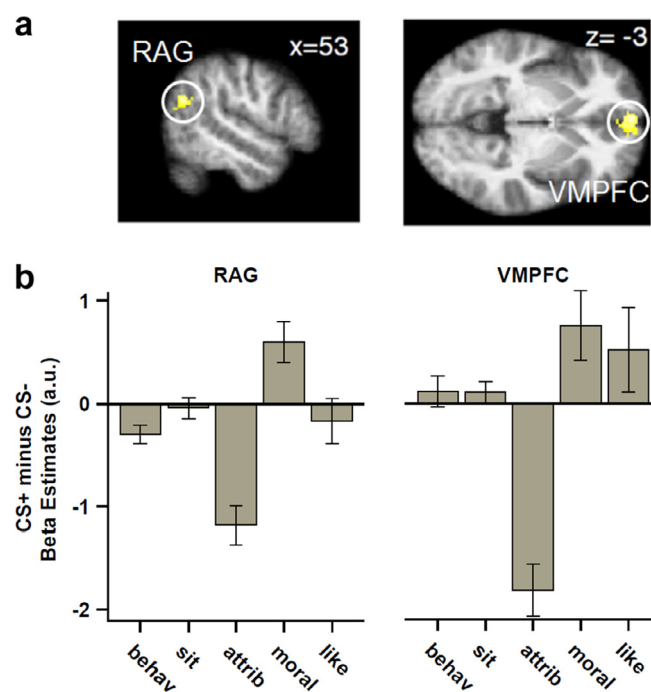 a
RAG
x=53
z= -3
VMPFC
b
RAG
VMPFC
CS+ minus CS-
Beta Estimates (a.u.)
1
0
-1
-2
behav
sit
attrib
moral
like
behav
sit
attrib
moral
like